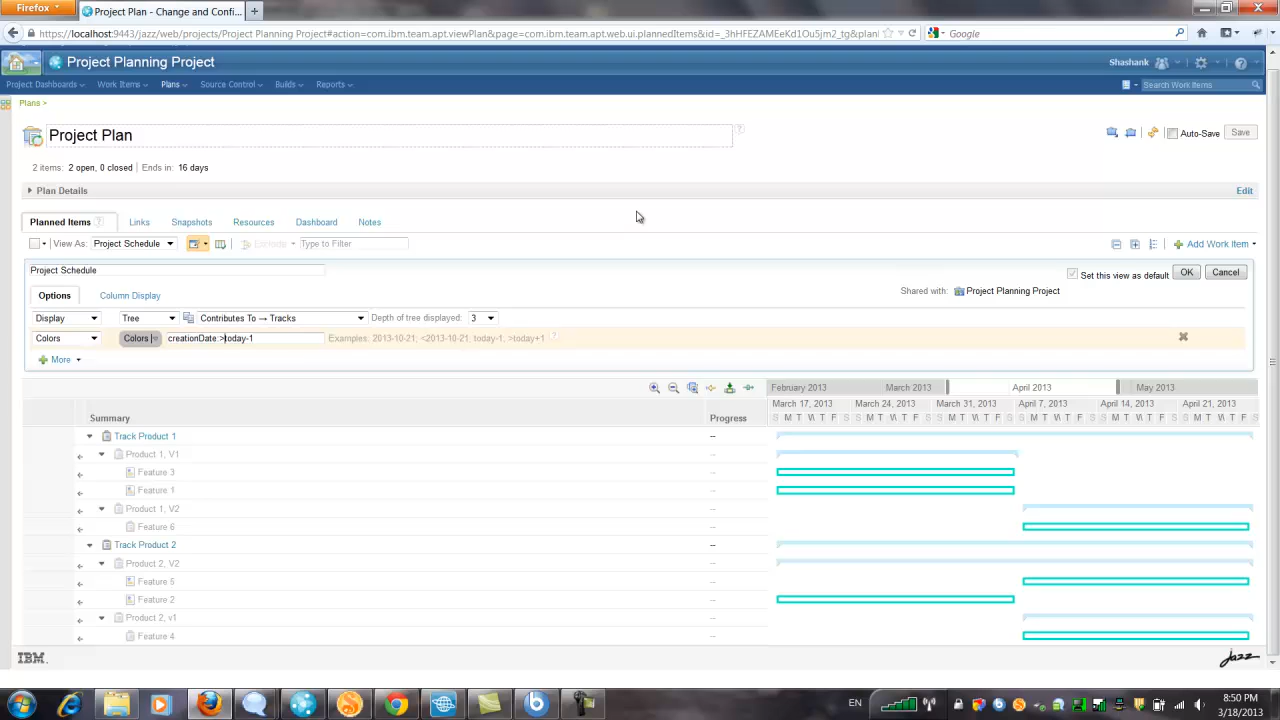 Firefox
Project Plan - Change and Confi...
https://localhost:9443/jazz/web/projects/Project Planning Project#action=com.ibm.team.apt.viewPlan&page=com.ibm.team.apt.web.ui.plannedItems&id=_3hHFEZAMEeKd1Ou5jm2_tg&plan
Google
Project Planning Project
Shashank
Project Dashboards Work Items Plans Source Control Builds Reports
Search Work Items
Plans >
Project Plan
Auto-Save Save
2 items: 2 open, 0 closed | Ends in: 16 days
Plan Details Edit
Planned Items Links Snapshots Resources Dashboard Notes
View As: Project Schedule Execute Type to Filter Add Work Item
Project Schedule
Set this view as default OK Cancel
Options Column Display
Shared with: Project Planning Project
Display Tree Contributes To → Tracks Depth of tree displayed: 3
Colors Colors creationDate:>today-1 Examples: 2013-10-21; <2013-10-21; today-1, >today+1
More
February 2013 March 2013 April 2013 May 2013
March 17, 2013 March 24, 2013 March 31, 2013 April 7, 2013 April 14, 2013 April 21, 2013
Summary Progress S M T W T F S S M T W T F S S M T W T F S S M T W T F S S M T W T F S S M T W T F S
Track Product 1 --
Product 1, V1 --
Feature 3 --
Feature 1 --
Product 1, V2 --
Feature 6 --
Track Product 2 --
Product 2, V2 --
Feature 5 --
Feature 2 --
Product 2, v1 --
Feature 4 --
IBM.
jazz
EN
8:50 PM
3/18/2013